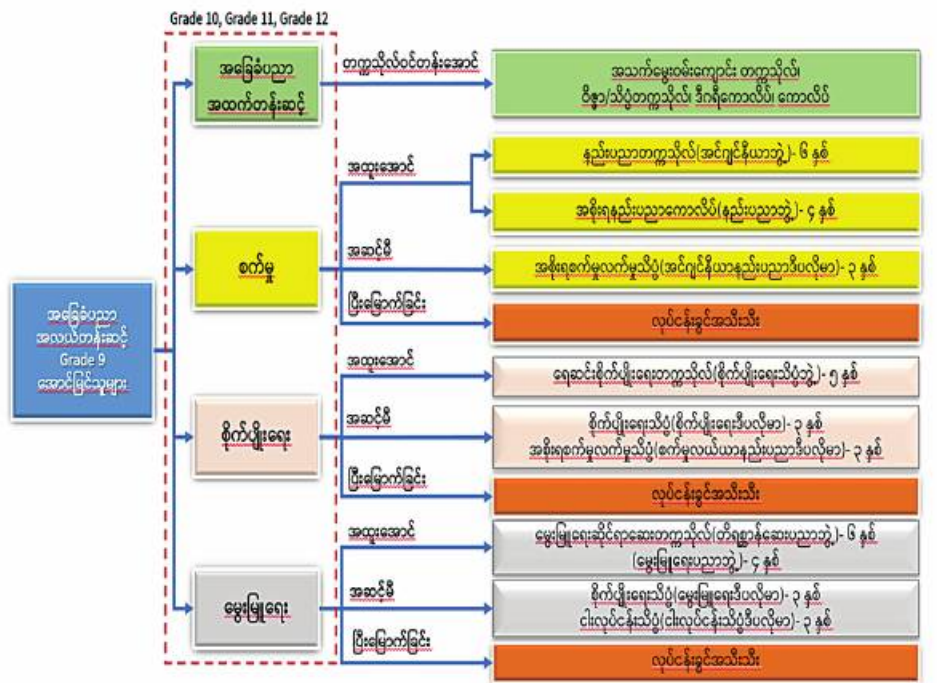 Grade 10, Grade 11, Grade 12
အခြေခံပညာ
အလယ်တန်းဆင့်
Grade 9
အောင်မြင်သူများ
အခြေခံပညာ
အထက်တန်းဆင့်
တက္ကသိုလ်ဝင်တန်းအောင်
အသက်မွေးဝမ်းကျောင်း တက္ကသိုလ်၊
ဝိဇ္ဇာ/သိပ္ပံတက္ကသိုလ်၊ ဒီဂရီကောလိပ်၊ ကောလိပ်
စက်မှု
အထူးအောင်
နည်းပညာတက္ကသိုလ်(အင်ဂျင်နီယာဘွဲ့)- ၆ နှစ်
အစိုးရနည်းပညာကောလိပ်(နည်းပညာဘွဲ့)- ၄ နှစ်
အဆင့်မီ
အစိုးရစက်မှုလက်မှုသိပ္ပံ(အင်ဂျင်နီယာနည်းပညာဒီပလိုမာ)- ၃ နှစ်
ပြီးမြောက်ခြင်း
လုပ်ငန်းခွင်အသီးသီး
စိုက်ပျိုးရေး
အထူးအောင်
ရေဆင်းစိုက်ပျိုးရေးတက္ကသိုလ်(စိုက်ပျိုးရေးသိပ္ပံဘွဲ့)- ၅ နှစ်
အဆင့်မီ
စိုက်ပျိုးရေးသိပ္ပံ(စိုက်ပျိုးရေးဒီပလိုမာ)- ၃ နှစ်
အစိုးရစက်မှုလက်မှုသိပ္ပံ(စက်မှုလယ်ယာနည်းပညာဒီပလိုမာ)- ၃ နှစ်
ပြီးမြောက်ခြင်း
လုပ်ငန်းခွင်အသီးသီး
မွေးမြူရေး
အထူးအောင်
မွေးမြူရေးဆိုင်ရာဆေးတက္ကသိုလ်(တိရစ္ဆာန်ဆေးပညာဘွဲ့)- ၆ နှစ်
(မွေးမြူရေးပညာဘွဲ့)- ၄ နှစ်
အဆင့်မီ
စိုက်ပျိုးရေးသိပ္ပံ(မွေးမြူရေးဒီပလိုမာ)- ၃ နှစ်
ငါးလုပ်ငန်းသိပ္ပံ(ငါးလုပ်ငန်းသိပ္ပံဒီပလိုမာ)- ၃ နှစ်
ပြီးမြောက်ခြင်း
လုပ်ငန်းခွင်အသီးသီး